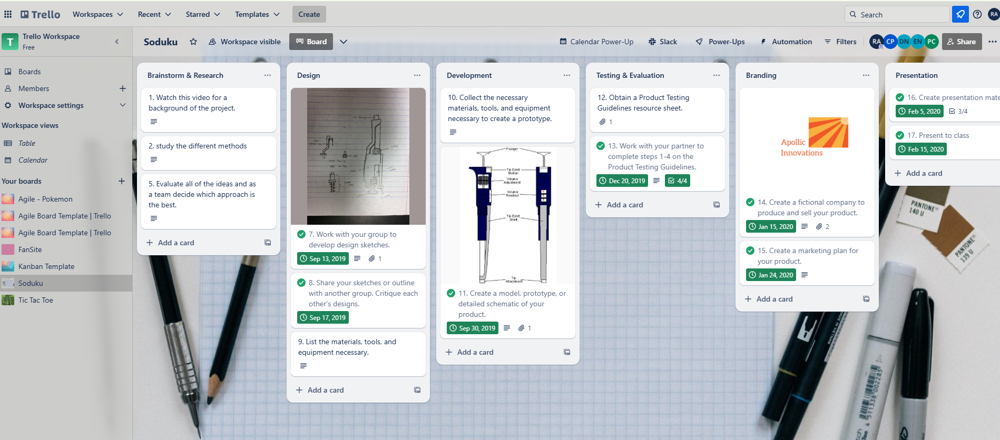 Trello
Workspaces
Recent
Starred
Templates
Create
Search
RA
T
Trello Workspace
Free
Soduku
Workspace visible
Board
Calendar Power-Up
Slack
Power-Ups
Automation
Filters
RA
CP
DN
EN
PC
Share
Boards
Members
Workspace settings
Workspace views
Table
Calendar
Your boards
Agile - Pokemon
Agile Board Template | Trello
Agile Board Template | Trello
FanSite
Kanban Template
Soduku
Tic Tac Toe
Brainstorm & Research
1. Watch this video for a
background of the project.
2. study the different methods
5. Evaluate all of the ideas and as
a team decide which approach is
the best.
Add a card
Design
7. Work with your group to
develop design sketches.
Sep 13, 2019
1
8. Share your sketches or outline
with another group. Critique each
other's designs.
Sep 17, 2019
9. List the materials, tools, and
equipment necessary.
Add a card
Development
10. Collect the necessary
materials, tools, and equipment
necessary to create a prototype.
Plunger
Tip Eject
Button
Volume
Adjustment
Volume
Readout
Tip Eject
Shaft
Tip
Attachment
11. Create a model, prototype, or
detailed schematic of your
product.
Sep 30, 2019
1
Add a card
Testing & Evaluation
12. Obtain a Product Testing
Guidelines resource sheet.
1
13. Work with your partner to
complete steps 1-4 on the
Product Testing Guidelines.
Dec 20, 2019
4/4
Add a card
Branding
Apollic
Innovations
14. Create a fictional company to
produce and sell your product.
Jan 15, 2020
2
15. Create a marketing plan for
your product.
Jan 24, 2020
Add a card
Presentation
16. Create presentation mate
Feb 5, 2020
3/4
17. Present to class
Feb 15, 2020
Add a card
PANTONE®
140 U
PANTONE®
139 U
MADE IN VIETNAM
4511338 002285